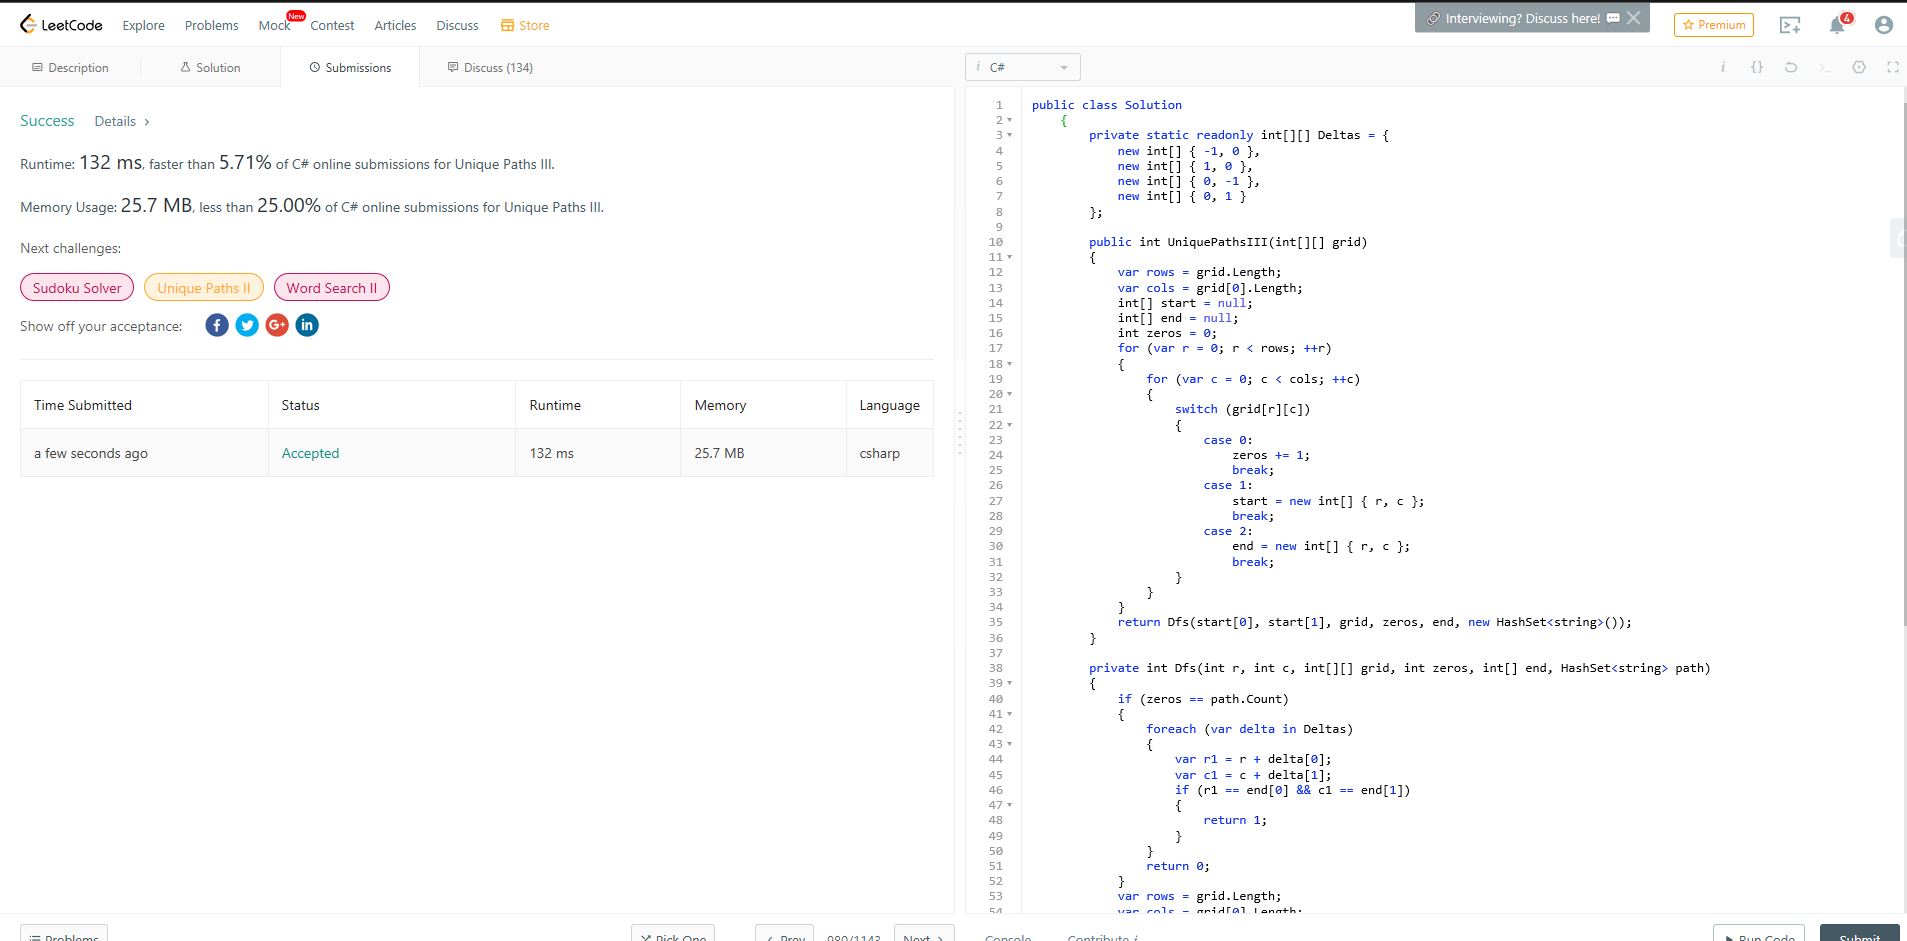 LeetCode Explore Problems Mock New Contest Articles Discuss Store Interviewing? Discuss here! Premium 4
Description Solution Submissions Discuss (134)
Success Details >
Runtime: 132 ms, faster than 5.71% of C# online submissions for Unique Paths III.
Memory Usage: 25.7 MB, less than 25.00% of C# online submissions for Unique Paths III.
Next challenges:
Sudoku Solver Unique Paths II Word Search II
Show off your acceptance: f G+ in
Time Submitted Status Runtime Memory Language
a few seconds ago Accepted 132 ms 25.7 MB csharp
i C# i {}
1 public class Solution
2 {
3 private static readonly int[][] Deltas = {
4 new int[] { -1, 0 },
5 new int[] { 1, 0 },
6 new int[] { 0, -1 },
7 new int[] { 0, 1 }
8 };
9
10 public int UniquePathsIII(int[][] grid)
11 {
12 var rows = grid.Length;
13 var cols = grid[0].Length;
14 int[] start = null;
15 int[] end = null;
16 int zeros = 0;
17 for (var r = 0; r < rows; ++r)
18 {
19 for (var c = 0; c < cols; ++c)
20 {
21 switch (grid[r][c])
22 {
23 case 0:
24 zeros += 1;
25 break;
26 case 1:
27 start = new int[] { r, c };
28 break;
29 case 2:
30 end = new int[] { r, c };
31 break;
32 }
33 }
34 }
35 return Dfs(start[0], start[1], grid, zeros, end, new HashSet<string>());
36 }
37
38 private int Dfs(int r, int c, int[][] grid, int zeros, int[] end, HashSet<string> path)
39 {
40 if (zeros == path.Count)
41 {
42 foreach (var delta in Deltas)
43 {
44 var r1 = r + delta[0];
45 var c1 = c + delta[1];
46 if (r1 == end[0] && c1 == end[1])
47 {
48 return 1;
49 }
50 }
51 return 0;
52 }
53 var rows = grid.Length;
54 var cols = grid[0].Length;
Problems Pick One < Prev 980/1143 Next > Console Contribute i Run Code Submit